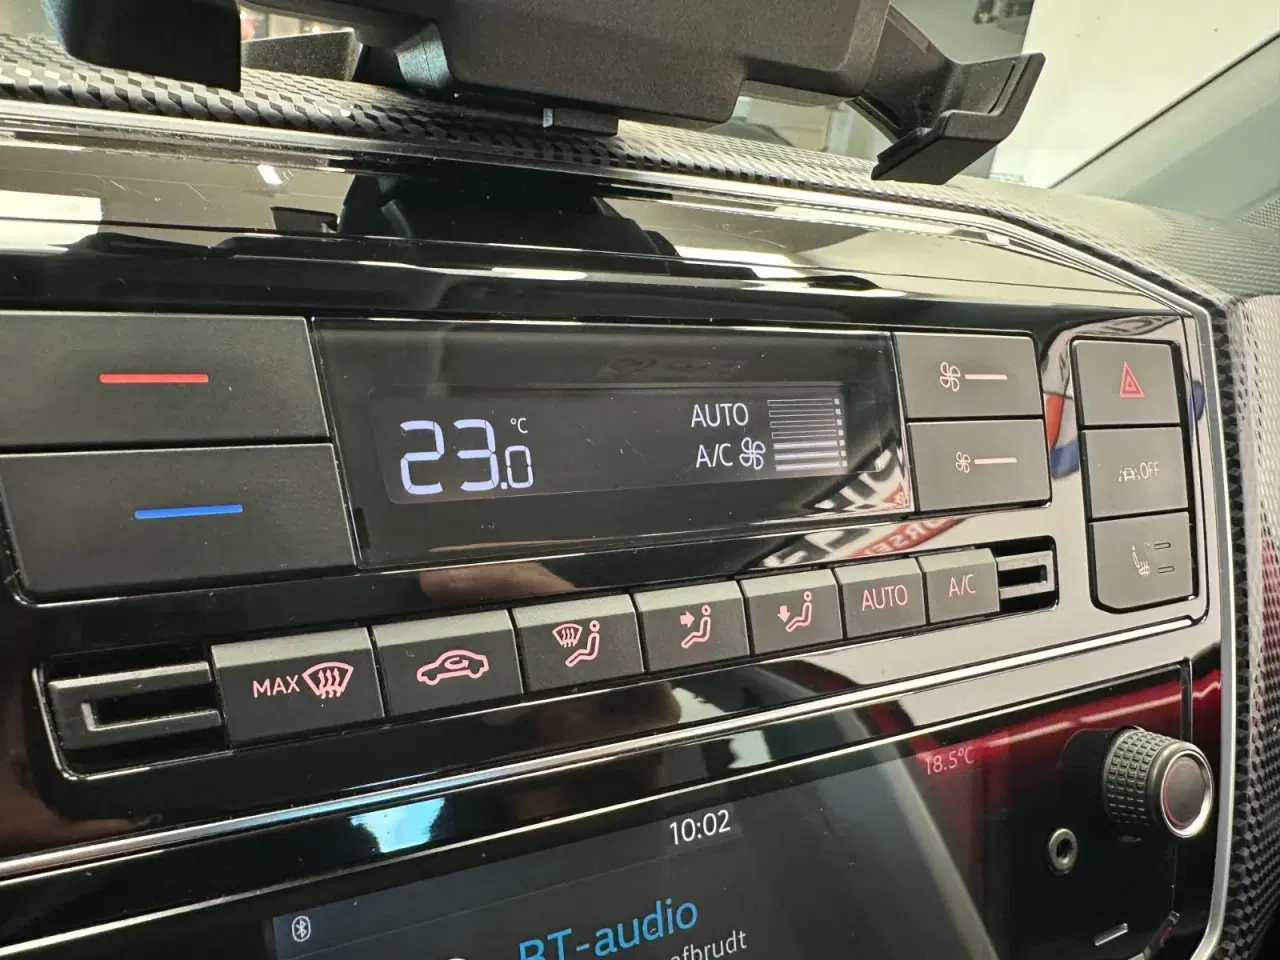 23.0 °C
AUTO
A/C
OFF
MAX
AUTO
A/C
18.5°C
10:02
BT-audio